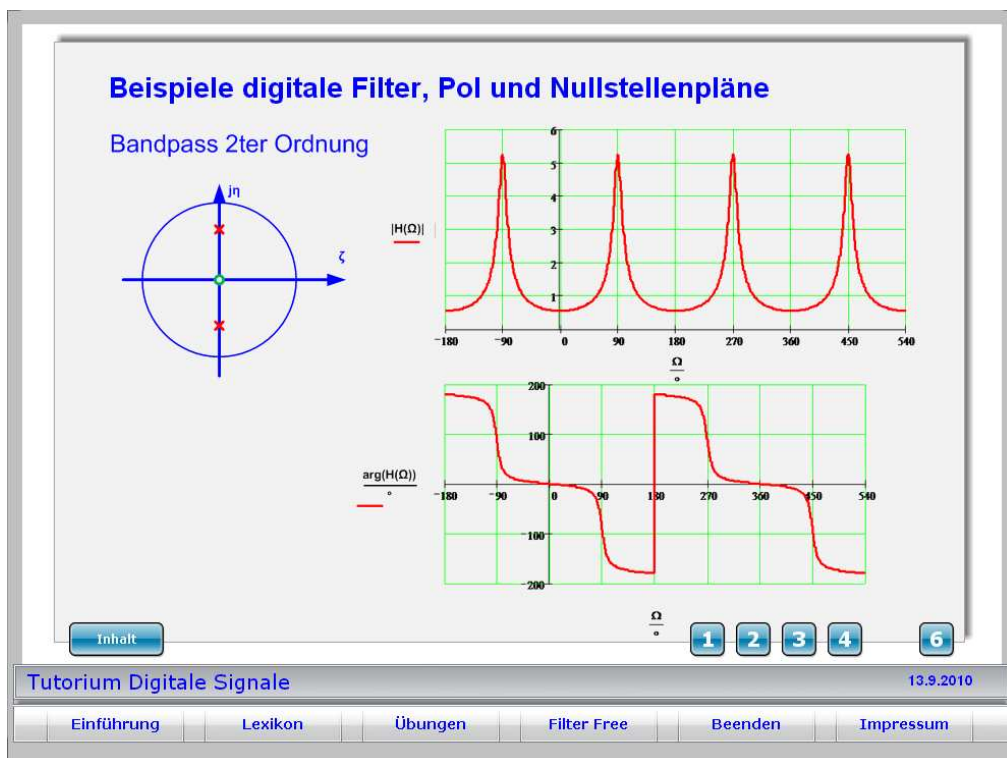 Beispiele digitale Filter, Pol und Nullstellenpläne
Bandpass 2ter Ordnung
jη
ζ
|H(Ω)|
6
5
4
3
2
1
−180 −90 0 90 180 270 360 450 540
Ω
°
arg(H(Ω))
°
200
100
−180 −90 0 90 180 270 360 450 540
−100
−200
Ω
°
Inhalt
1 2 3 4 6
Tutorium Digitale Signale
13.9.2010
Einführung Lexikon Übungen Filter Free Beenden Impressum